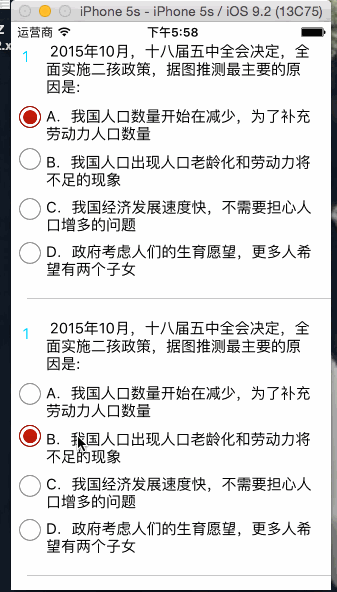 iPhone 5s - iPhone 5s / iOS 9.2 (13C75)
运营商 下午5:58
1 2015年10月，十八届五中全会决定，全
面实施二孩政策，据图推测最主要的原
因是:
A．我国人口数量开始在减少，为了补充
劳动力人口数量
B．我国人口出现人口老龄化和劳动力将
不足的现象
C．我国经济发展速度快，不需要担心人
口增多的问题
D．政府考虑人们的生育愿望，更多人希
望有两个子女
1 2015年10月，十八届五中全会决定，全
面实施二孩政策，据图推测最主要的原
因是:
A．我国人口数量开始在减少，为了补充
劳动力人口数量
B．我国人口出现人口老龄化和劳动力将
不足的现象
C．我国经济发展速度快，不需要担心人
口增多的问题
D．政府考虑人们的生育愿望，更多人希
望有两个子女